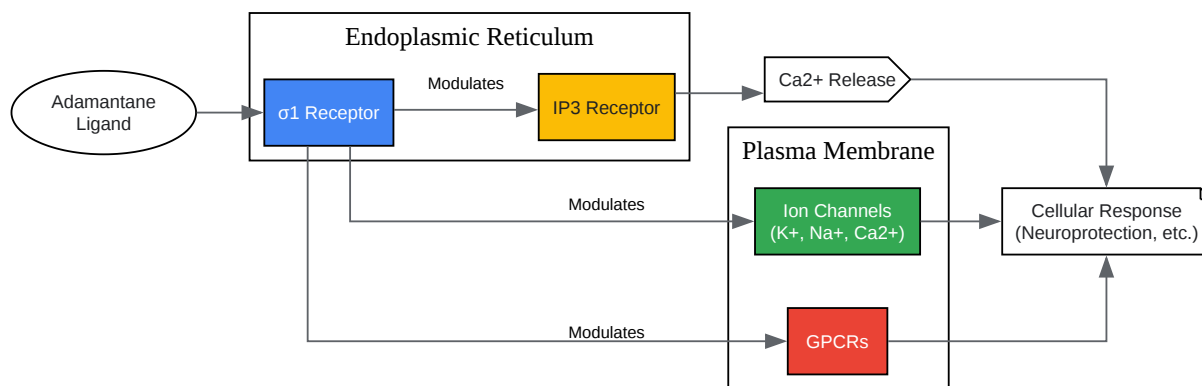 Endoplasmic Reticulum
Adamantane
Ligand
σ1 Receptor
Modulates
IP3 Receptor
Ca2+ Release
Plasma Membrane
Modulates
Ion Channels
(K+, Na+, Ca2+)
Cellular Response
(Neuroprotection, etc.)
Modulates
GPCRs